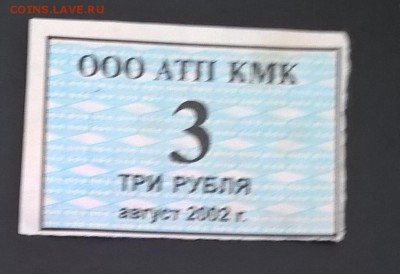 COINS.LAVE.RU
ООО АТП КМК
3
ТРИ РУБЛЯ
август 2002 г.